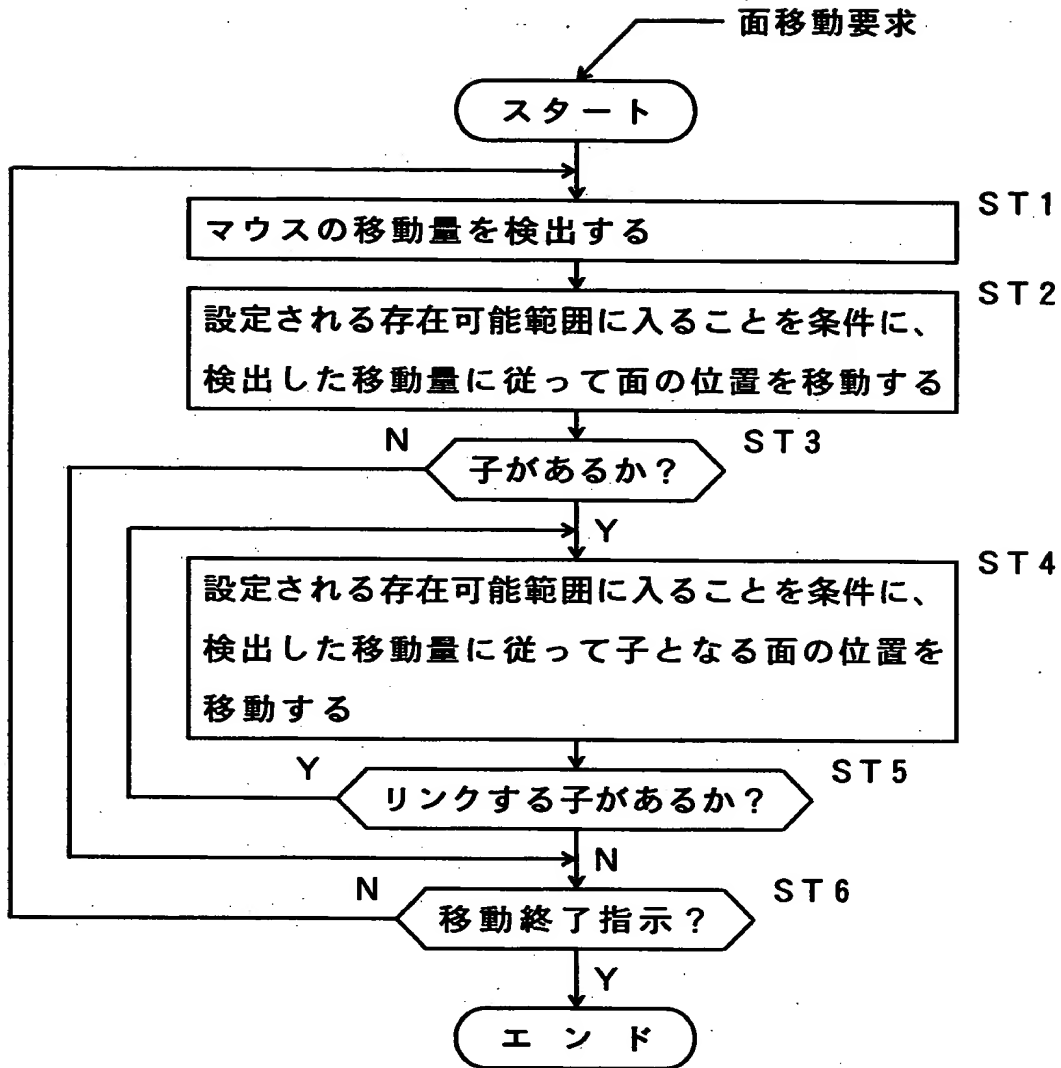 面移動要求
スタート
ST1
マウスの移動量を検出する
ST2
設定される存在可能範囲に入ることを条件に、
検出した移動量に従って面の位置を移動する
N
ST3
子があるか?
Y
ST4
設定される存在可能範囲に入ることを条件に、
検出した移動量に従って子となる面の位置を
移動する
Y
ST5
リンクする子があるか?
N
N
ST6
移動終了指示?
Y
エンド